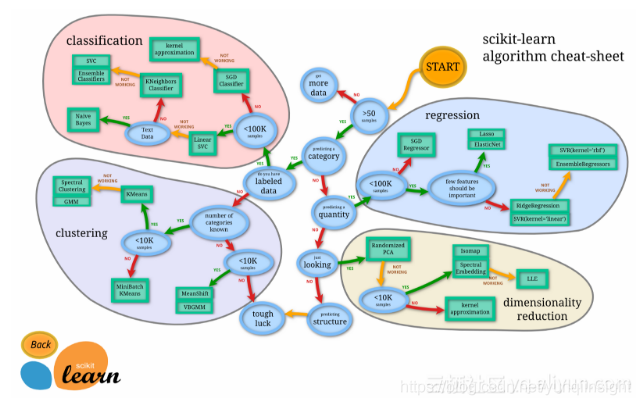 classification
scikit-learn
algorithm cheat-sheet
START
kernel
approximation
NOT
WORKING
SVC
Ensemble
Classifiers
NOT
WORKING
KNeighbors
Classifier
SGD
Classifier
get
more
data
NO
>50
samples
YES
regression
Naive
Bayes
YES
Text
Data
NO
NOT
WORKING
Linear
SVC
YES
<100K
samples
NO
YES
predicting a
category
YES
NO
do you have
labeled
data
NO
SGD
Regressor
NO
<100K
samples
YES
Lasso
ElasticNet
YES
few features
should be
important
NO
SVR(kernel='rbf')
EnsembleRegressors
NOT
WORKING
RidgeRegression
SVR(kernel='linear')
predicting a
quantity
YES
NO
clustering
Spectral
Clustering
GMM
NOT
WORKING
KMeans
YES
number of
categories
known
YES
NO
<10K
samples
NO
MiniBatch
KMeans
<10K
samples
YES
NO
MeanShift
VBGMM
just
looking
YES
NO
Randomized
PCA
NOT
WORKING
<10K
samples
YES
NO
Isomap
Spectral
Embedding
NOT
WORKING
LLE
kernel
approximation
dimensionality
reduction
tough
luck
predicting
structure
Back
scikit
learn